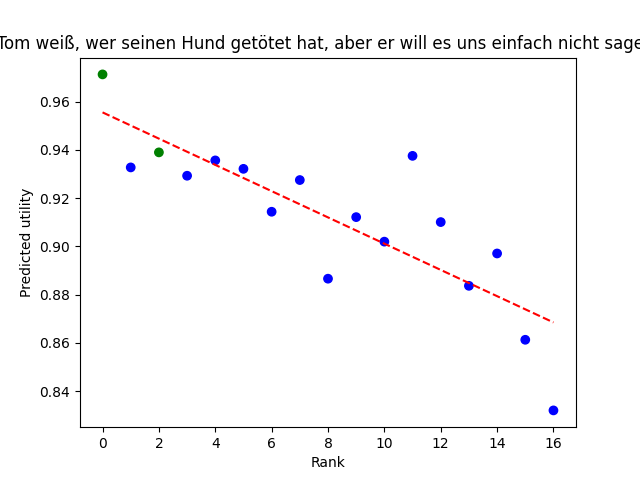 Tom weiß, wer seinen Hund getötet hat, aber er will es uns einfach nicht sage
0.96
0.94
0.92
0.90
0.88
0.86
0.84
Predicted utility
0 2 4 6 8 10 12 14 16
Rank